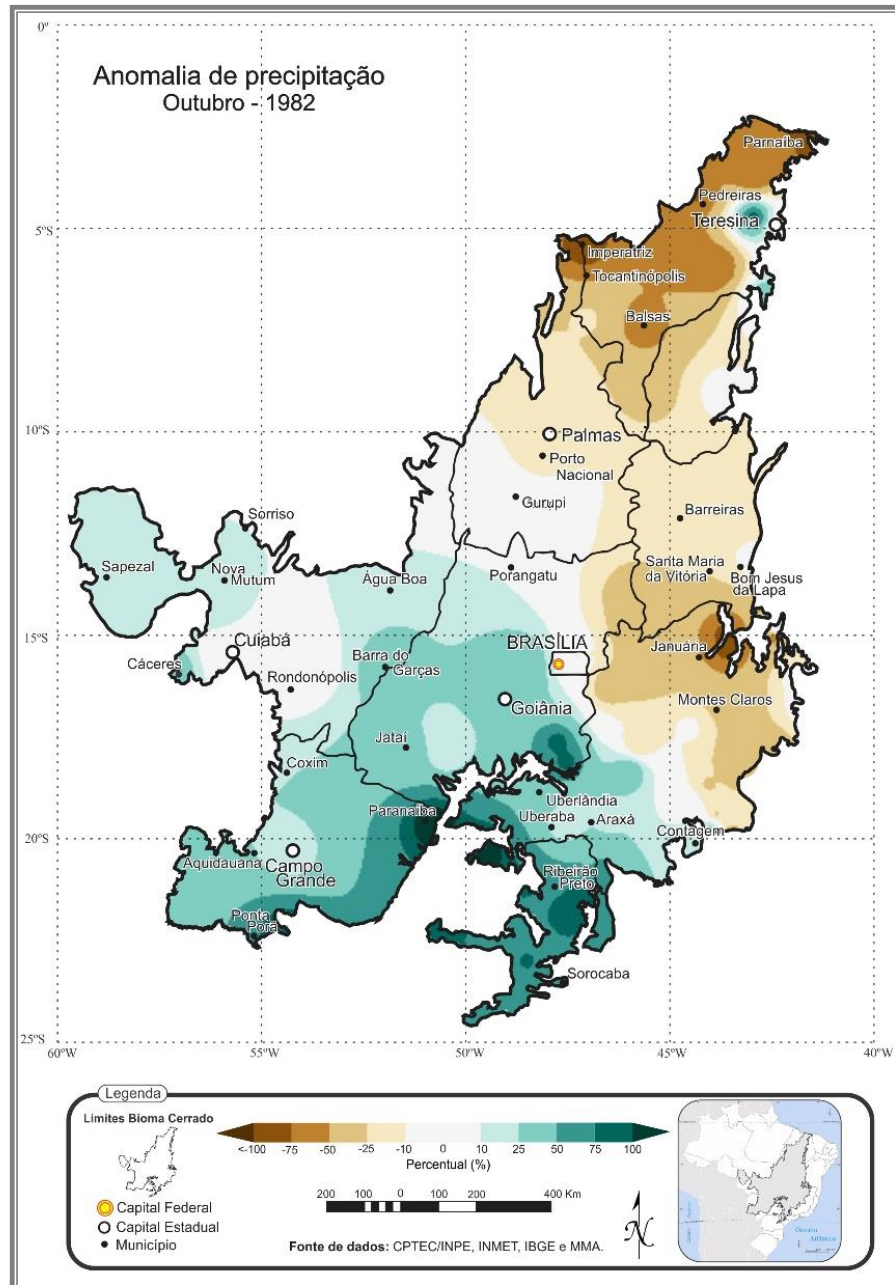 Anomalia de precipitação
Outubro - 1982
0°
5°S
10°S
15°S
20°S
25°S
60°W
55°W
50°W
45°W
40°W
Parnaíba
Pedreiras
Teresina
Imperatriz
Tocantinópolis
Balsas
Palmas
Porto
Nacional
Gurupi
Barreiras
Sorriso
Sapezal
Nova
Mutum
Água Boa
Porangatu
Santa Maria
da Vitória
Bom Jesus
da Lapa
Cuiabá
BRASÍLIA
Januária
Cáceres
Barra do
Garças
Rondonópolis
Goiânia
Montes Claros
Jataí
Coxim
Paranaíba
Uberlândia
Uberaba
Araxá
Contagem
Aquidauana
Campo
Grande
Ribeirão
Preto
Ponta
Porã
Sorocaba
Legenda
Limites Bioma Cerrado
<-100 -75 -50 -25 -10 0 10 25 50 75 100
Percentual (%)
Capital Federal
Capital Estadual
Município
200 100 0 100 200 400 Km
N
Fonte de dados: CPTEC/INPE, INMET, IBGE e MMA.
Oceano
Atlântico